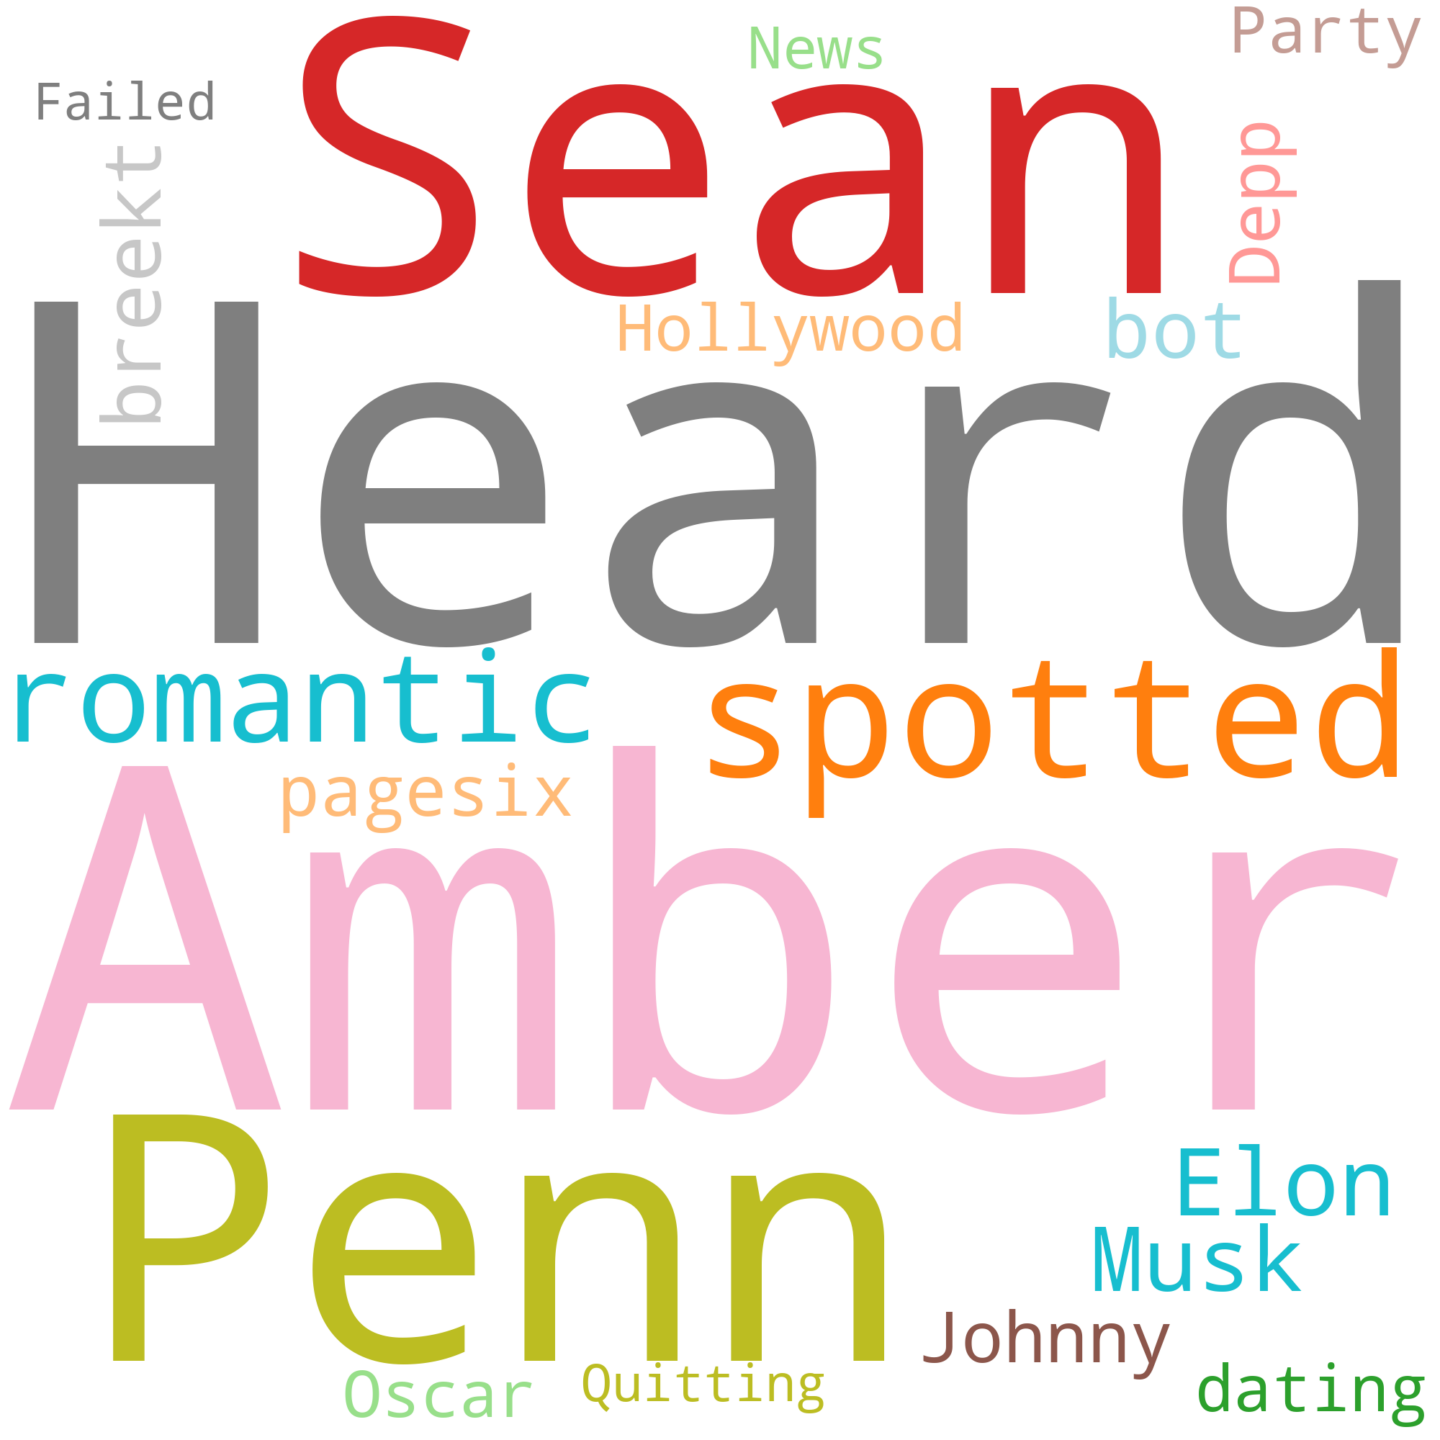 Party
News
Sean
Failed
Depp
breekt
Hollywood
bot
Heard
romantic
spotted
pagesix
Amber
Penn
Elon
Musk
Johnny
Oscar
Quitting
dating